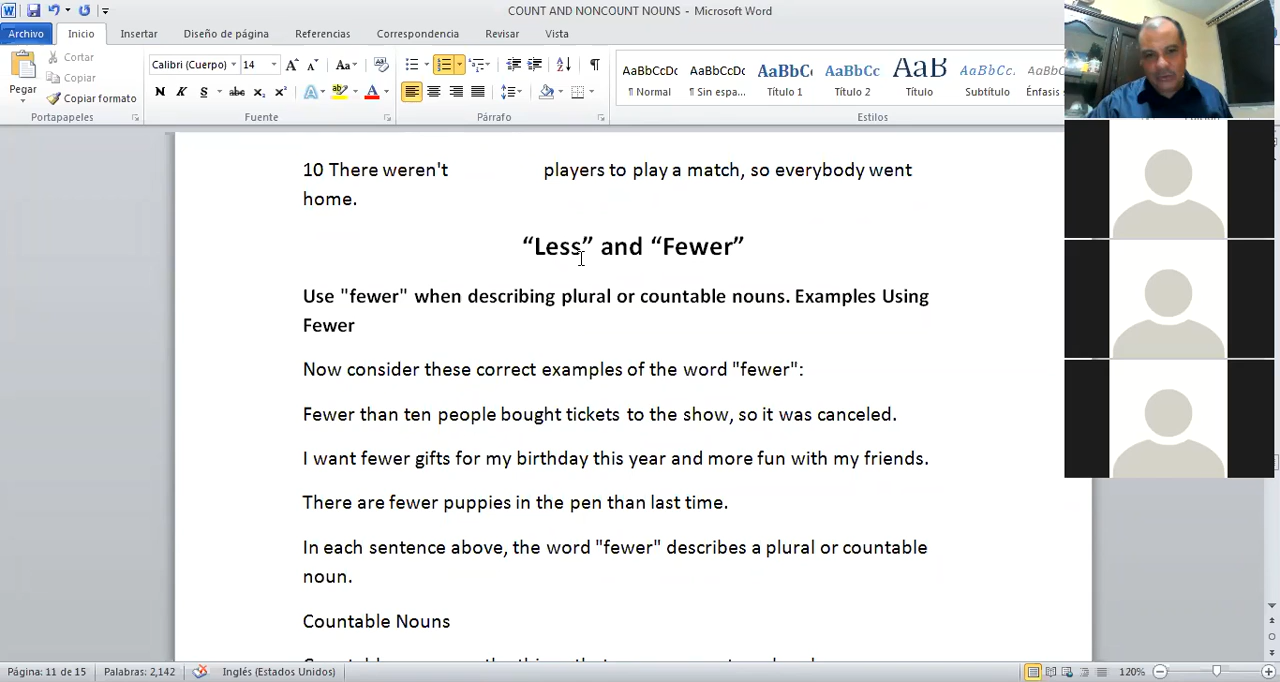 COUNT AND NONCOUNT NOUNS - Microsoft Word
Archivo Inicio Insertar Diseño de página Referencias Correspondencia Revisar Vista
Cortar
Copiar
Copiar formato
Pegar
Portapapeles
Calibri (Cuerpo) 14
Fuente
Párrafo
AaBbCcDc AaBbCcDc AaBbC AaBbCc AaB AaBbCc. AaBbCc
¶ Normal ¶ Sin espa... Título 1 Título 2 Título Subtítulo Énfasis
Estilos
10 There weren't players to play a match, so everybody went
home.
“Less” and “Fewer”
Use "fewer" when describing plural or countable nouns. Examples Using
Fewer
Now consider these correct examples of the word "fewer":
Fewer than ten people bought tickets to the show, so it was canceled.
I want fewer gifts for my birthday this year and more fun with my friends.
There are fewer puppies in the pen than last time.
In each sentence above, the word "fewer" describes a plural or countable
noun.
Countable Nouns
Página: 11 de 15 Palabras: 2,142 Inglés (Estados Unidos) 120%